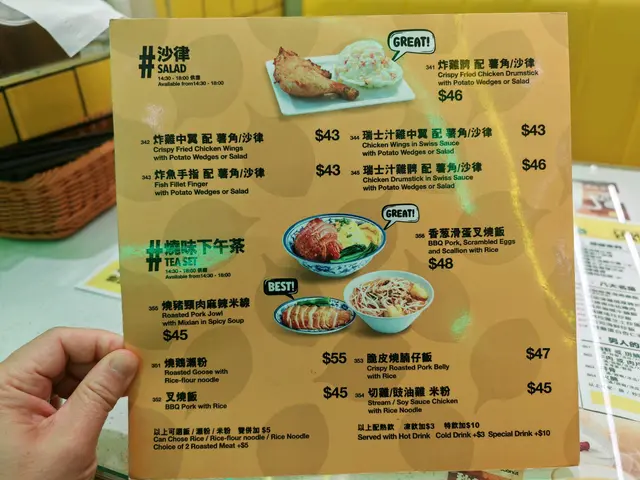 #沙律
SALAD
14:30 - 18:00 供應
Available from14:30 - 18:00
GREAT!
341 炸雞髀 配 薯角/沙律
Crispy Fried Chicken Drumstick
with Potato Wedges or Salad
$46
342 炸雞中翼 配 薯角/沙律 $43
Crispy Fried Chicken Wings
with Potato Wedges or Salad
344 瑞士汁雞中翼 配 薯角/沙律 $43
Chicken Wings in Swiss Sauce
with Potato Wedges or Salad
343 炸魚手指 配 薯角/沙律 $43
Fish Fillet Finger
with Potato Wedges or Salad
345 瑞士汁雞髀 配 薯角/沙律 $46
Chicken Drumstick in Swiss Sauce
with Potato Wedges or Salad
#燒味下午茶
TEA SET
14:30 - 18:00 供應
Available from14:30 - 18:00
GREAT!
BEST!
356 香葱滑蛋叉燒飯
BBQ Pork, Scrambled Eggs
and Scallion with Rice
$48
355 燒豬頸肉麻辣米線
Roasted Pork Jowl
with Mixian in Spicy Soup
$45
351 燒鵝瀨粉 $55
Roasted Goose with
Rice-flour noodle
353 脆皮燒腩仔飯 $47
Crispy Roasted Pork Belly
with Rice
352 叉燒飯 $45
BBQ Pork with Rice
354 切雞/豉油雞 米粉 $45
Stream / Soy Sauce Chicken
with Rice Noodle
以上可選飯 / 瀨粉 / 米粉 雙拼加 $5
Can Chose Rice / Rice-flour noodle / Rice Noodle
Choice of 2 Roasted Meat +$5
以上配熱飲 凍飲加$3 特飲加$10
Served with Hot Drink Cold Drink +$3 Special Drink +$10